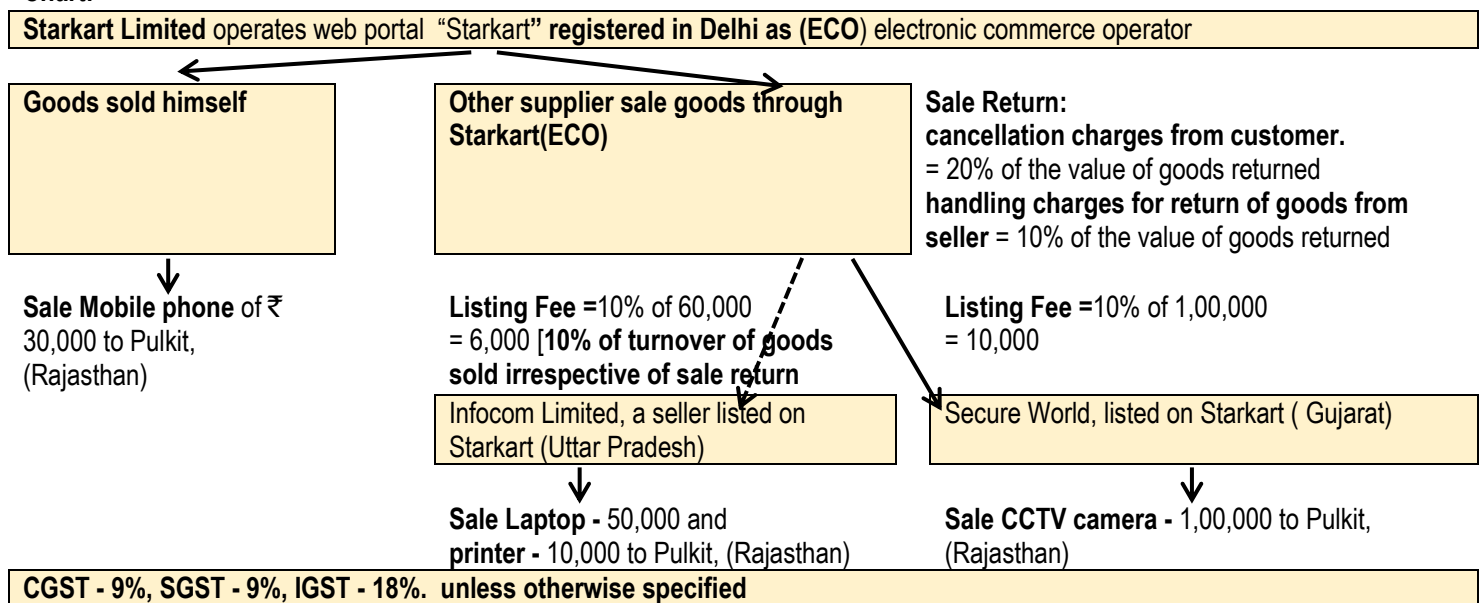 Starkart Limited operates web portal “Starkart” registered in Delhi as (ECO) electronic commerce operator
Goods sold himself
Other supplier sale goods through
Starkart(ECO)
Sale Return:
cancellation charges from customer.
= 20% of the value of goods returned
handling charges for return of goods from
seller = 10% of the value of goods returned
Sale Mobile phone of ₹
30,000 to Pulkit,
(Rajasthan)
Listing Fee =10% of 60,000
= 6,000 [10% of turnover of goods
sold irrespective of sale return
Listing Fee =10% of 1,00,000
= 10,000
Infocom Limited, a seller listed on
Starkart (Uttar Pradesh)
Secure World, listed on Starkart ( Gujarat)
Sale Laptop - 50,000 and
printer - 10,000 to Pulkit, (Rajasthan)
Sale CCTV camera - 1,00,000 to Pulkit,
(Rajasthan)
CGST - 9%, SGST - 9%, IGST - 18%. unless otherwise specified